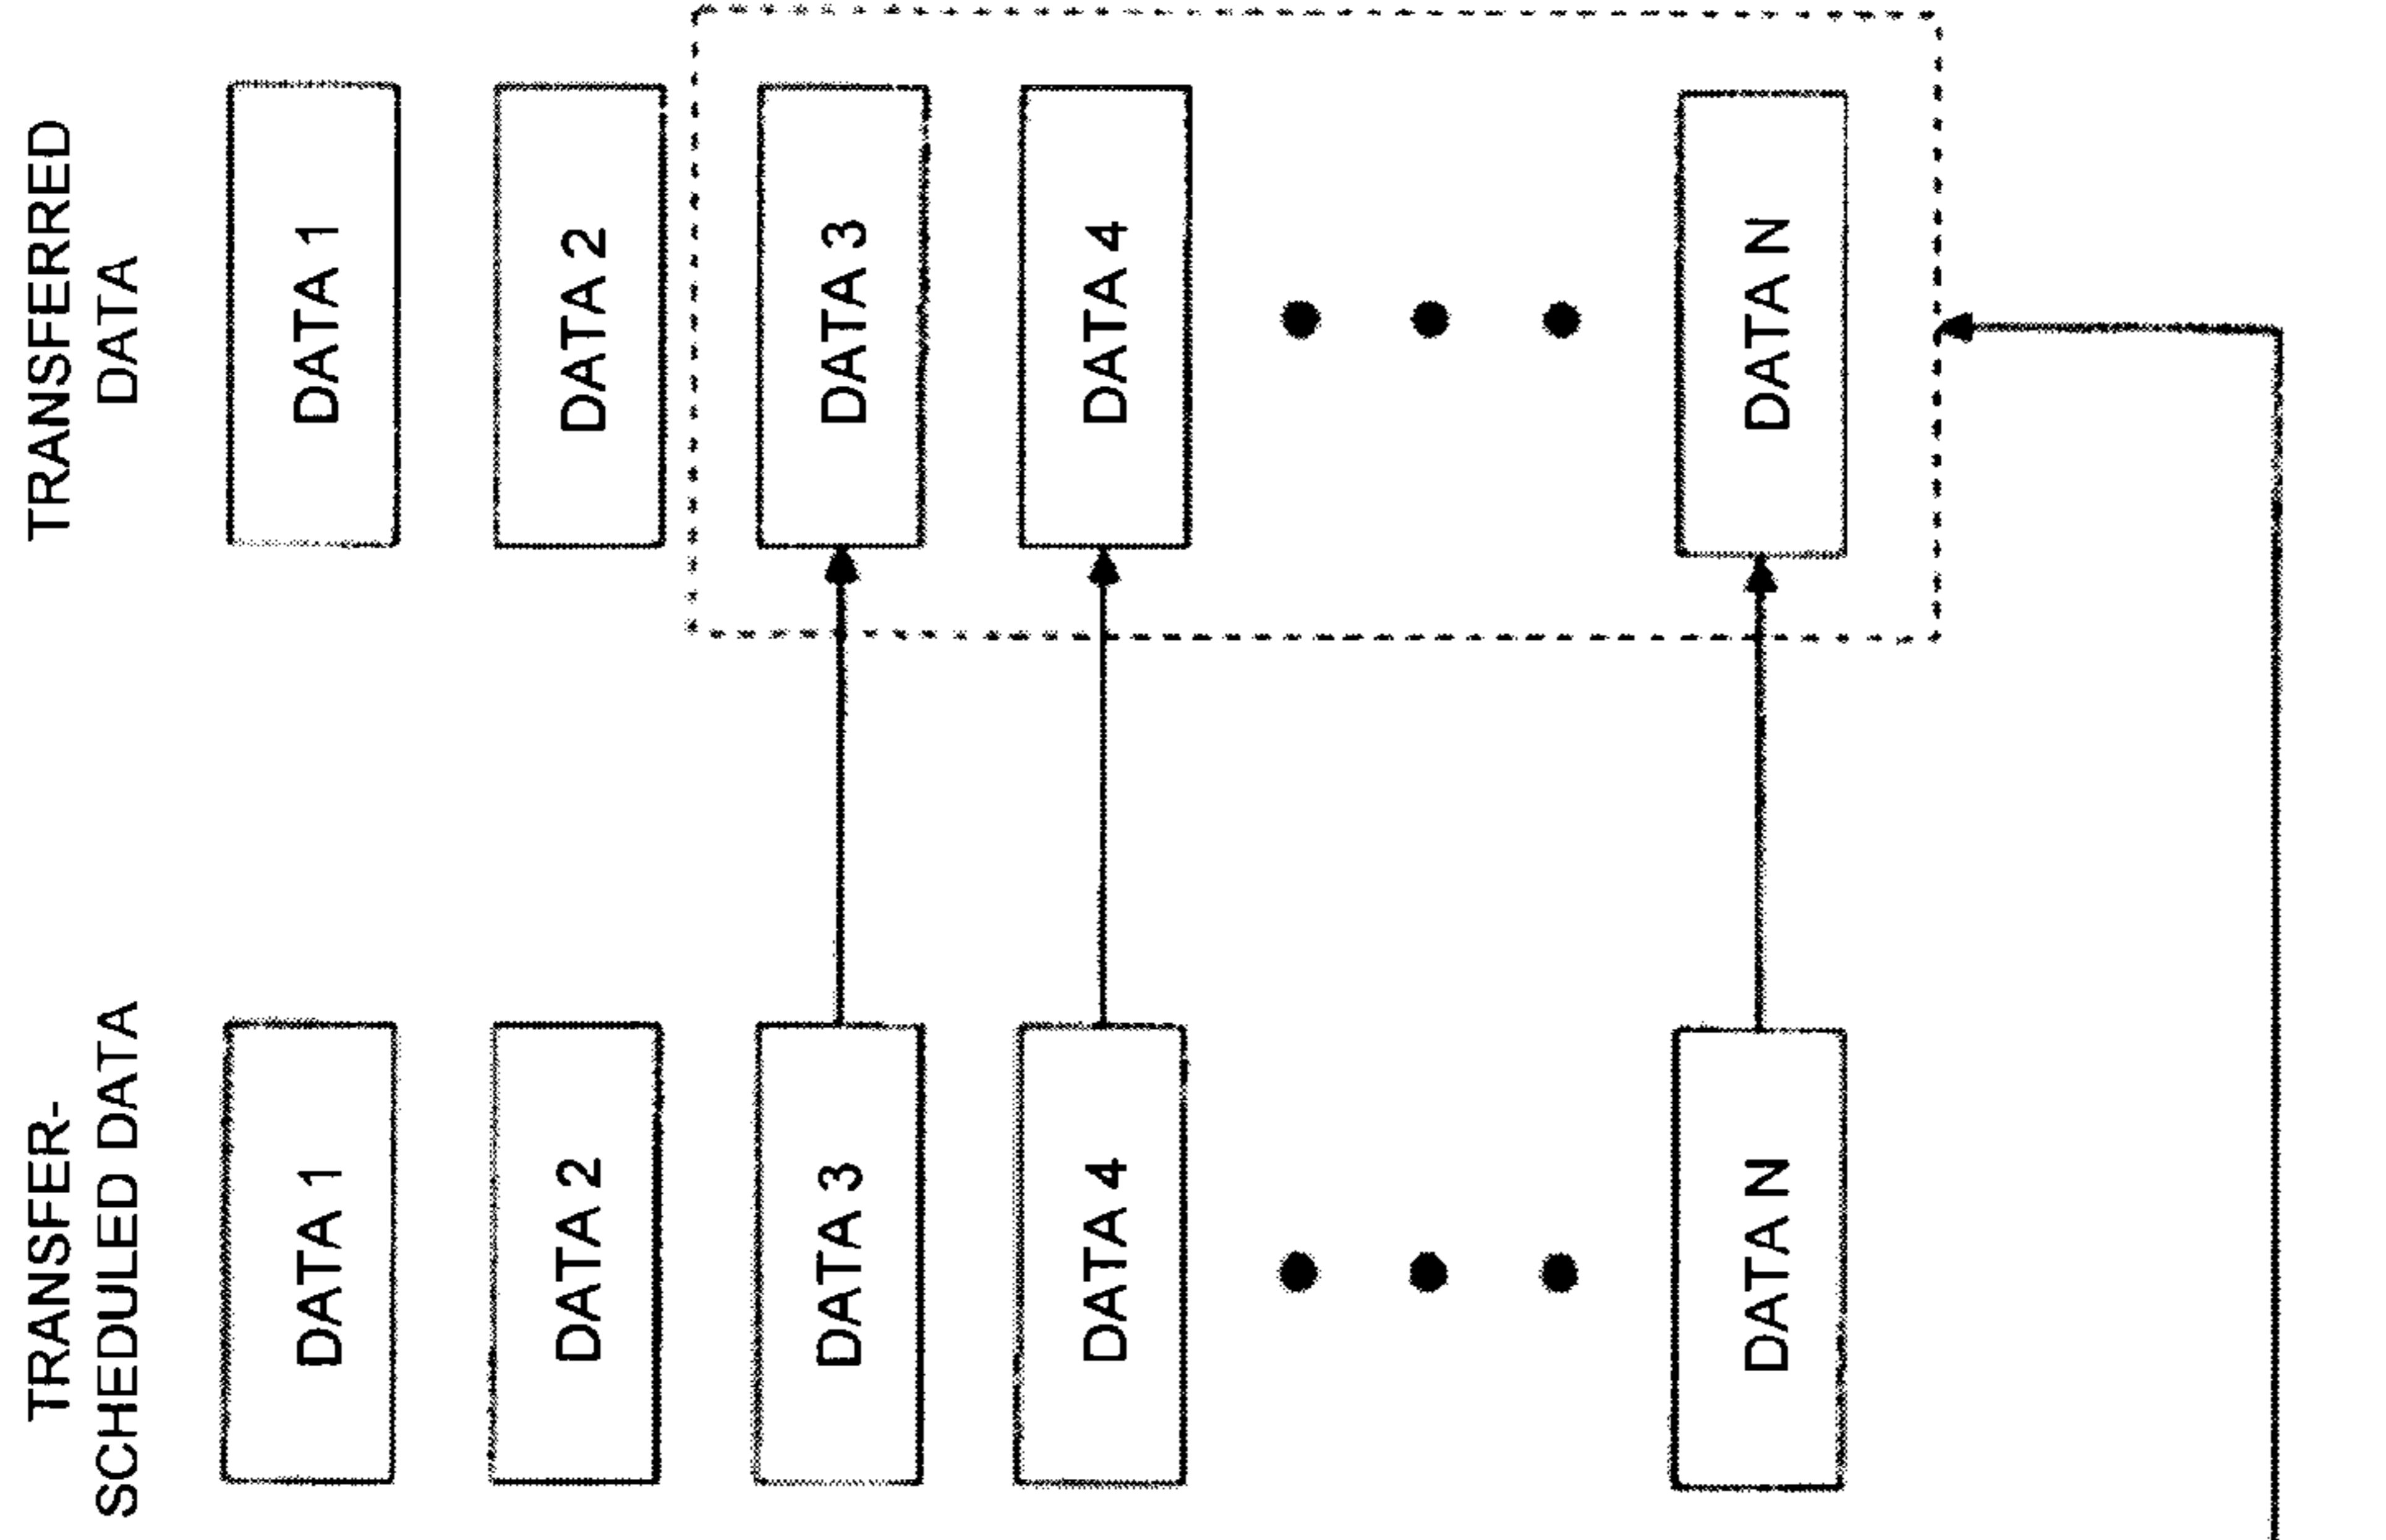 TRANSFER-
SCHEDULED DATA
TRANSFERRED
DATA
DATA 1
DATA 1
DATA 2
DATA 2
DATA 3
DATA 3
DATA 4
DATA 4
DATA N
DATA N